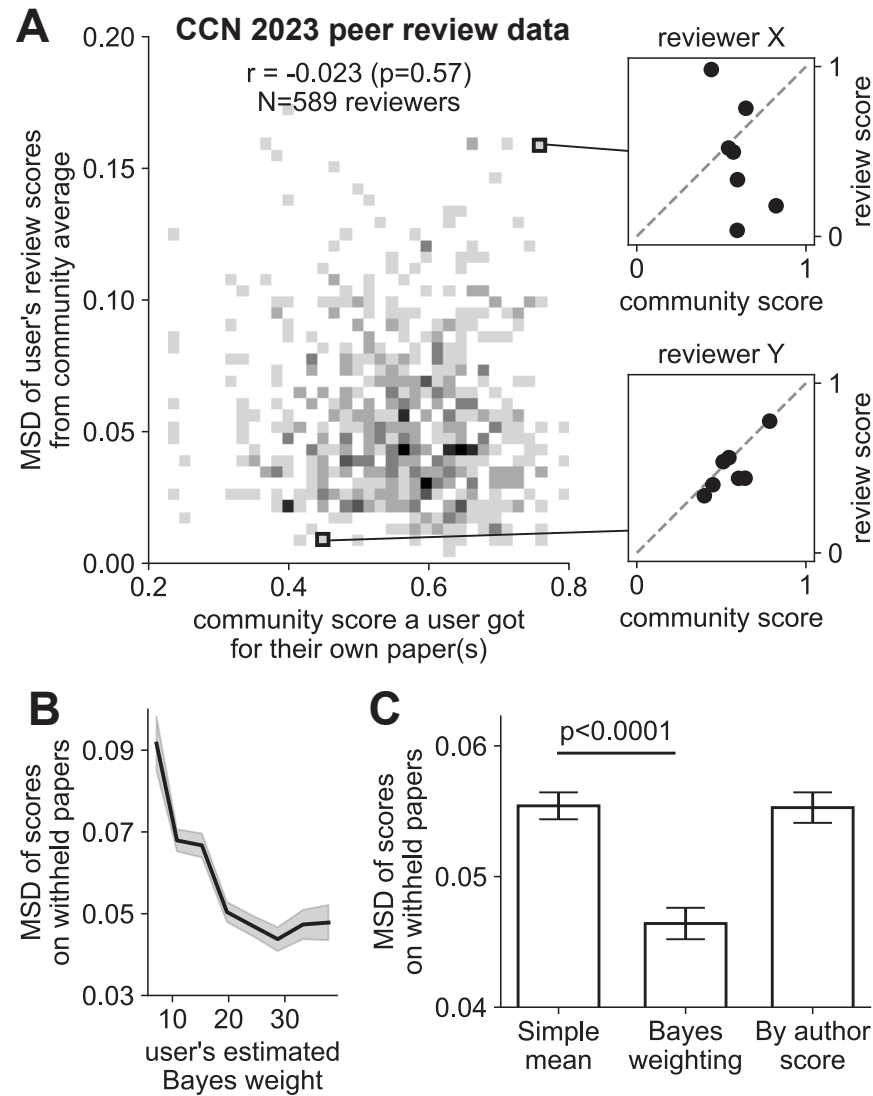 A
CCN 2023 peer review data
r = -0.023 (p=0.57)
N=589 reviewers
MSD of user's review scores
from community average
0.20
0.15
0.10
0.05
0.00
0.2
0.4
0.6
0.8
community score a user got
for their own paper(s)
reviewer X
1
0
review score
0
1
community score
reviewer Y
1
0
review score
0
1
community score
B
MSD of scores
on withheld papers
0.09
0.07
0.05
0.03
10
20
30
user's estimated
Bayes weight
C
MSD of scores
on withheld papers
0.06
0.05
0.04
p<0.0001
Simple
mean
Bayes
weighting
By author
score